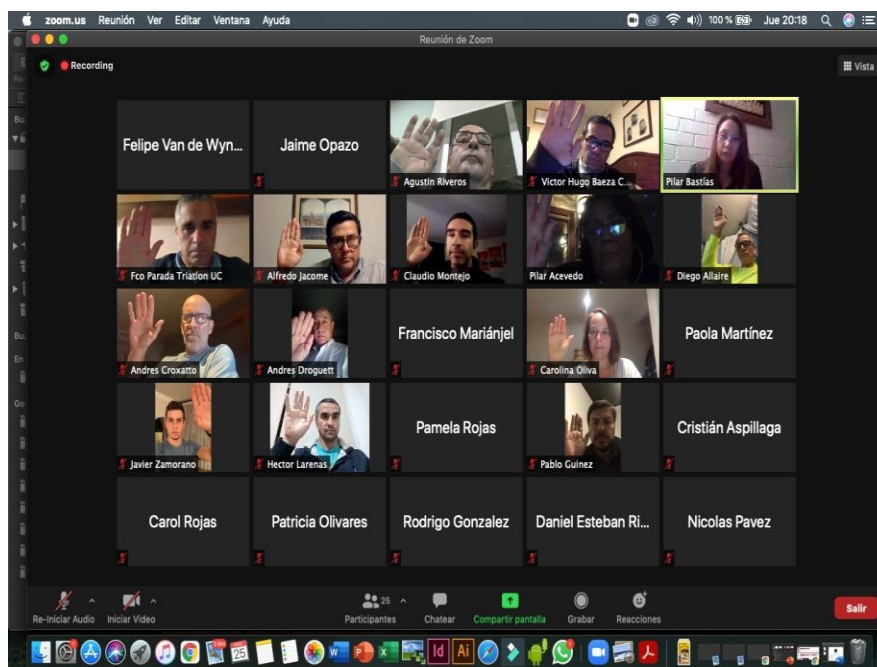 zoom.us Reunión Ver Editar Ventana Ayuda 100 % Jue 20:18
Reunión de Zoom
Recording
Vista
Felipe Van de Wyn...
Jaime Opazo
Agustin Riveros
Victor Hugo Baeza C...
Pilar Bastías
Fco Parada Triatlon UC
Alfredo Jacome
Claudio Montejo
Pilar Acevedo
Diego Allaire
Andres Croxatto
Andres Droguett
Francisco Mariánjel
Carolina Oliva
Paola Martínez
Javier Zamorano
Hector Larenas
Pamela Rojas
Pablo Guinez
Cristián Aspillaga
Carol Rojas
Patricia Olivares
Rodrigo Gonzalez
Daniel Esteban Ri...
Nicolas Pavez
25
Re-Iniciar Audio Iniciar Video Participantes Chatear Compartir pantalla Grabar Reacciones
Salir
25
Id Ai